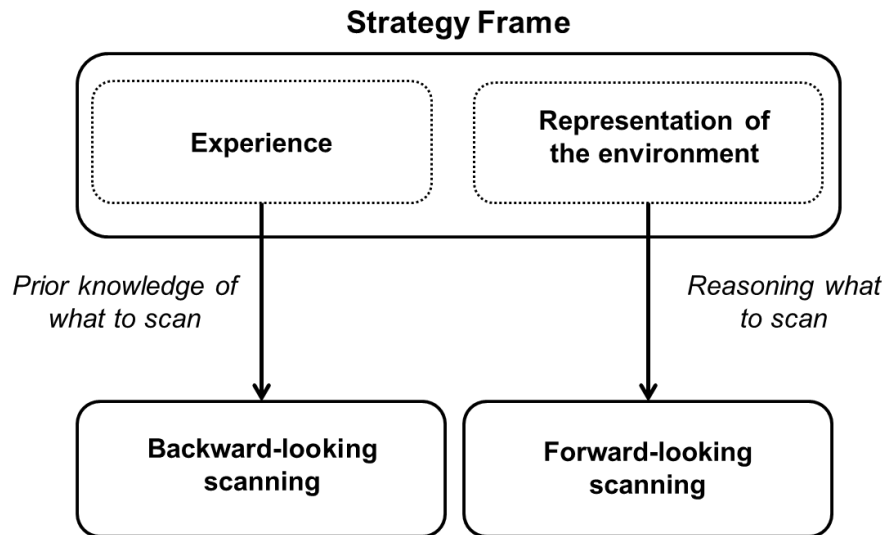 Strategy Frame
Experience
Representation of
the environment
Prior knowledge of
what to scan
Reasoning what
to scan
Backward-looking
scanning
Forward-looking
scanning